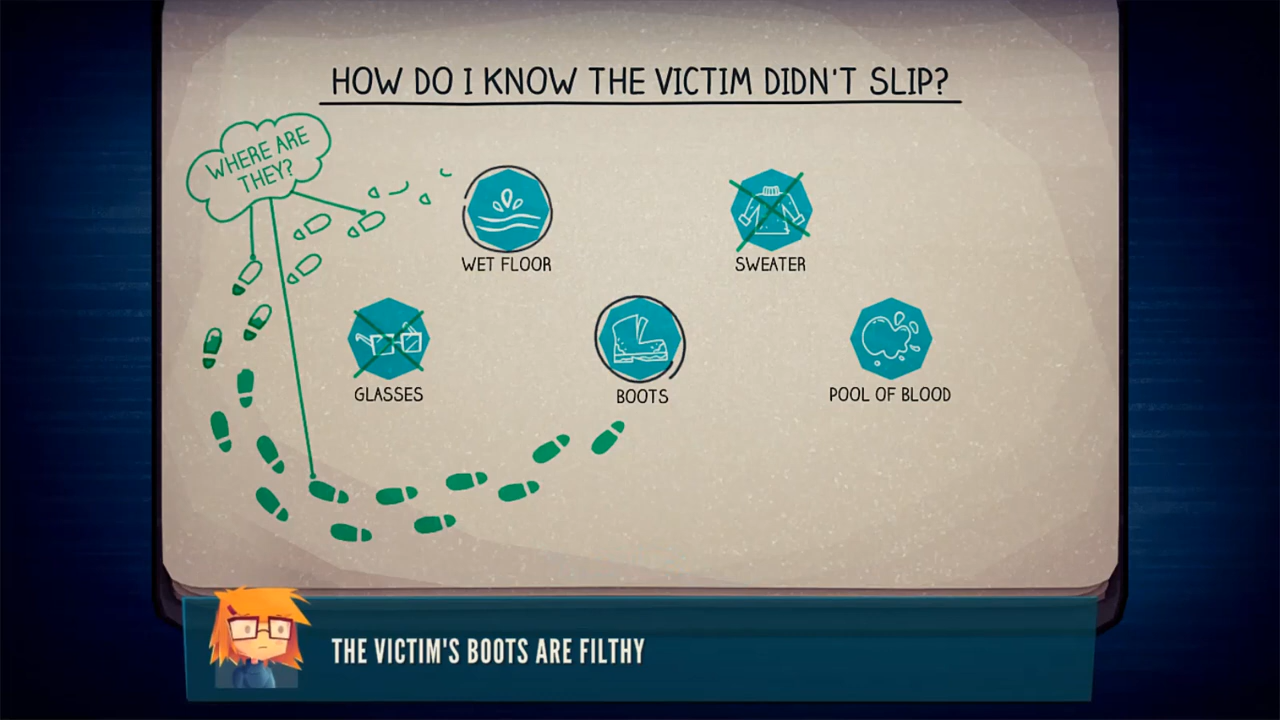 HOW DO I KNOW THE VICTIM DIDN'T SLIP?
WHERE ARE
THEY?
WET FLOOR
SWEATER
GLASSES
BOOTS
POOL OF BLOOD
THE VICTIM'S BOOTS ARE FILTHY